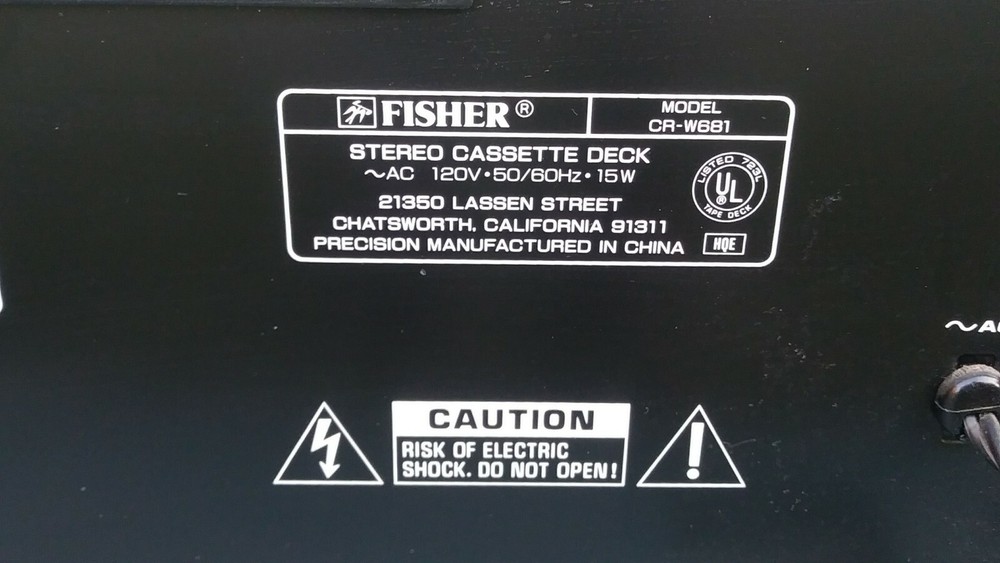 FISHER®
MODEL
CR-W681
STEREO CASSETTE DECK
~AC 120V•50/60Hz•15W
21350 LASSEN STREET
CHATSWORTH, CALIFORNIA 91311
PRECISION MANUFACTURED IN CHINA
LISTED 723L
UL®
TAPE DECK
HQE
~A
CAUTION
RISK OF ELECTRIC
SHOCK. DO NOT OPEN!